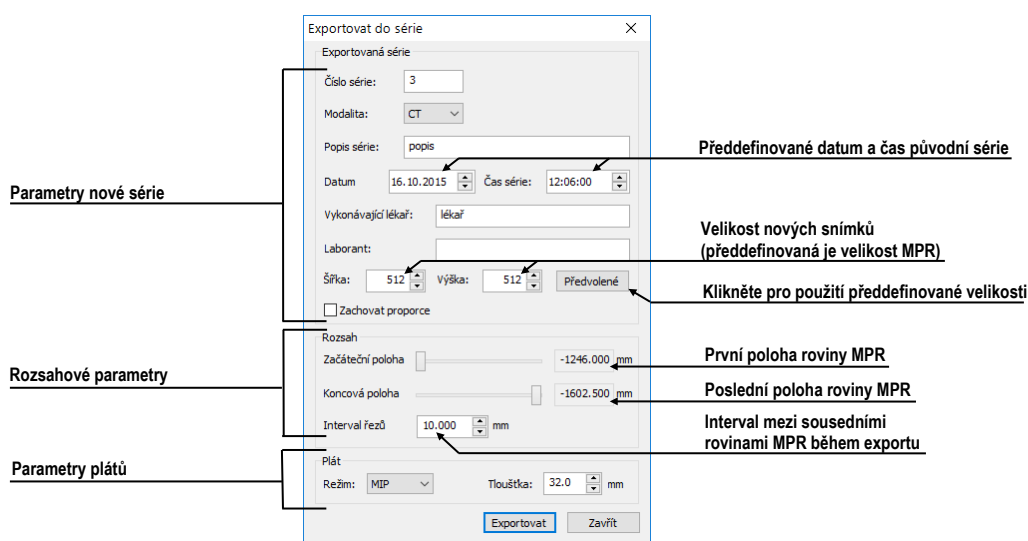 Exportovat do série
Exportovaná série
Číslo série: 3
Modalita: CT
Popis série: popis
Předdefinované datum a čas původní série
Datum 16.10.2015 Čas série: 12:06:00
Parametry nové série
Vykonávající lékař: lékař
Velikost nových snímků
(předdefinovaná je velikost MPR)
Laborant:
Šířka: 512 Výška: 512 Předvolené
Klikněte pro použití předdefinované velikosti
Zachovat proporce
Rozsah
Začáteční poloha -1246.000 mm
První poloha roviny MPR
Rozsahové parametry
Koncová poloha -1602.500 mm
Poslední poloha roviny MPR
Interval řezů 10.000 mm
Interval mezi sousedními
rovinami MPR během exportu
Parametry plátů
Plát
Režim: MIP Tloušťka: 32.0 mm
Exportovat Zavřít